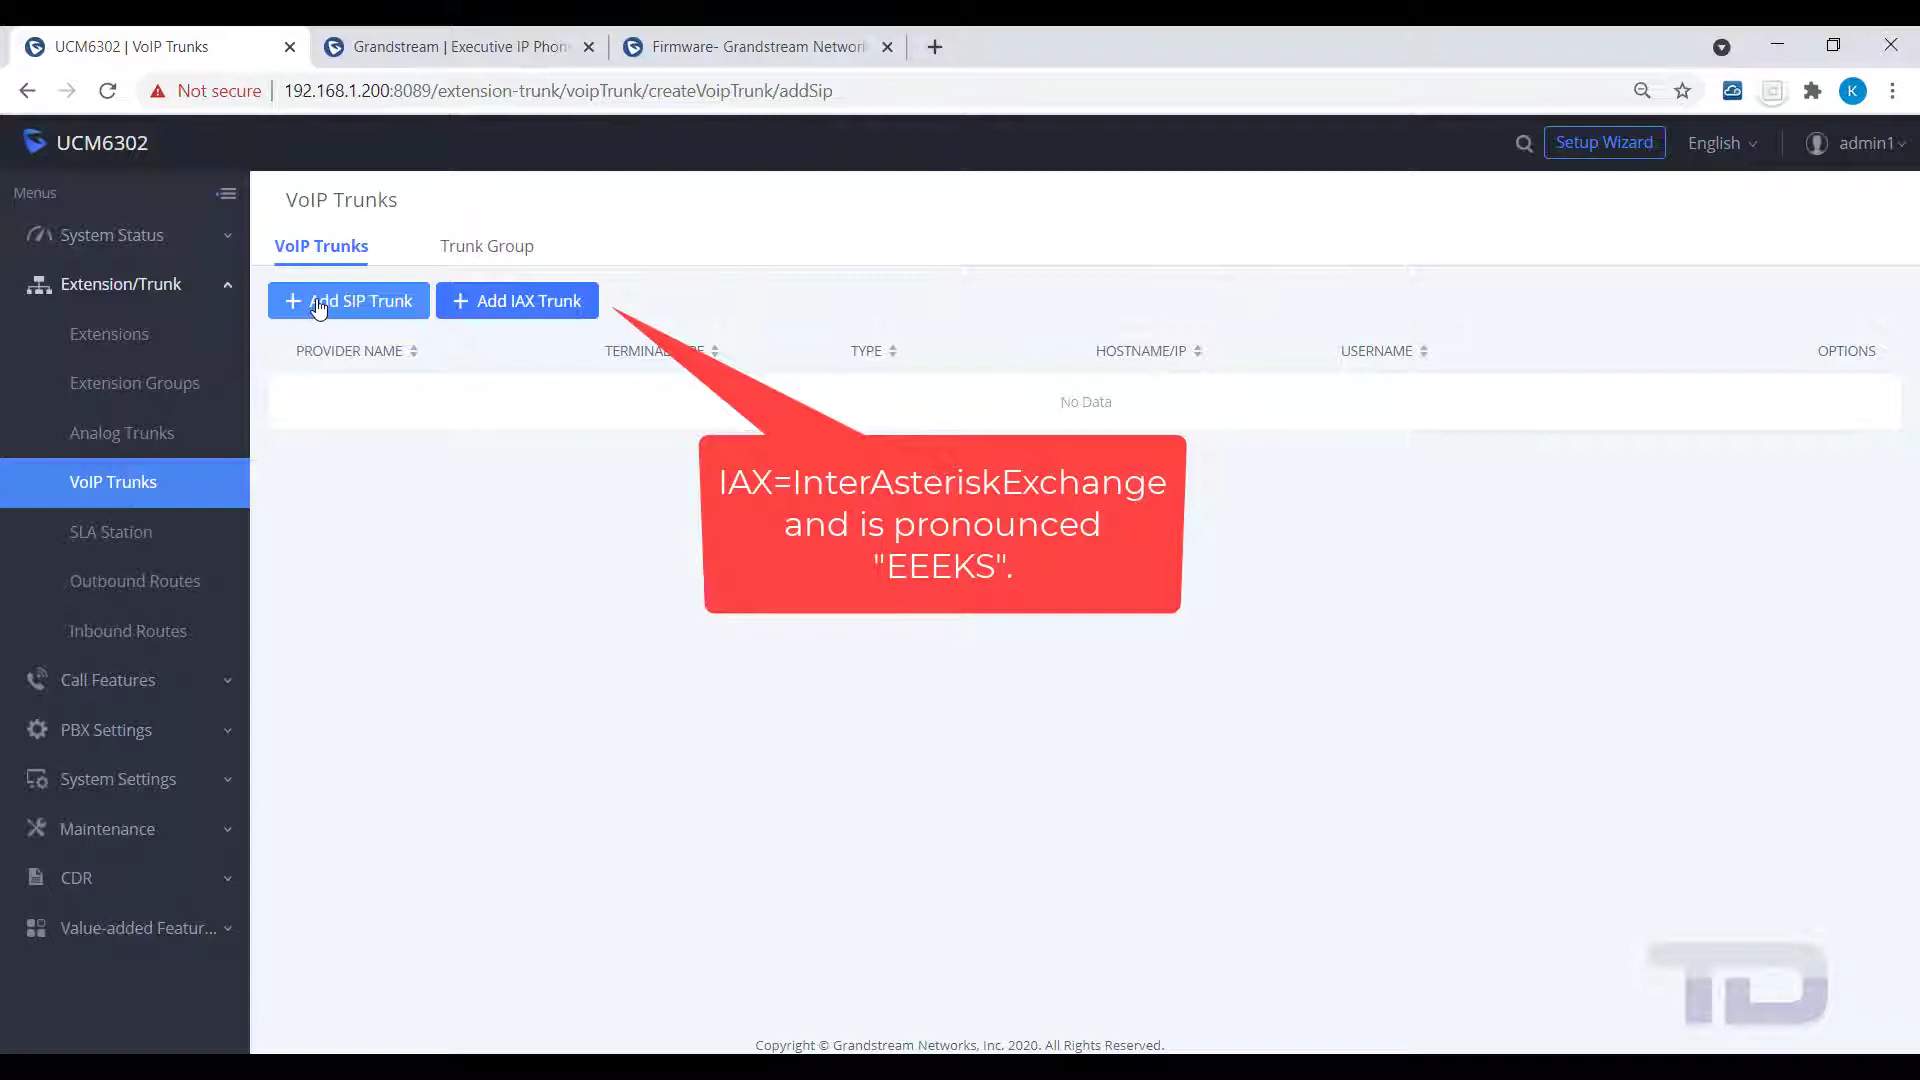 UCM6302 | VoIP Trunks
Grandstream | Executive IP Phon
Firmware- Grandstream Networ
Not secure
192.168.1.200:8089/extension-trunk/voipTrunk/createVoipTrunk/addSip
K
UCM6302
Setup Wizard
English
admin1
Menus
System Status
Extension/Trunk
Extensions
Extension Groups
Analog Trunks
VoIP Trunks
SLA Station
Outbound Routes
Inbound Routes
Call Features
PBX Settings
System Settings
Maintenance
CDR
Value-added Featur...
VoIP Trunks
VoIP Trunks
Trunk Group
+ Add SIP Trunk
+ Add IAX Trunk
PROVIDER NAME
TYPE
HOSTNAME/IP
USERNAME
OPTIONS
No Data
IAX=InterAsteriskExchange
and is pronounced
"EEEKS".
TD
Copyright © Grandstream Networks, Inc. 2020. All Rights Reserved.